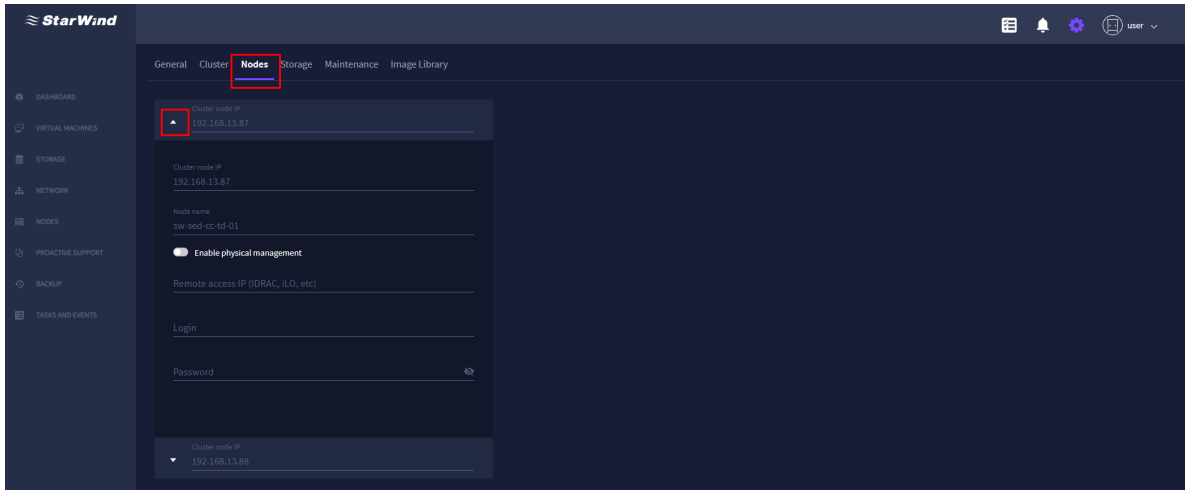 StarWind
user
General Cluster Nodes Storage Maintenance Image Library
DASHBOARD
VIRTUAL MACHINES
STORAGE
NETWORK
NODES
PROACTIVE SUPPORT
BACKUP
TASKS AND EVENTS
Cluster node IP
192.168.13.87
Cluster node IP
192.168.13.87
Node name
sw-sed-cc-td-01
Enable physical management
Remote access IP (IDRAC, iLO, etc)
Login
Password
Cluster node IP
192.168.13.88